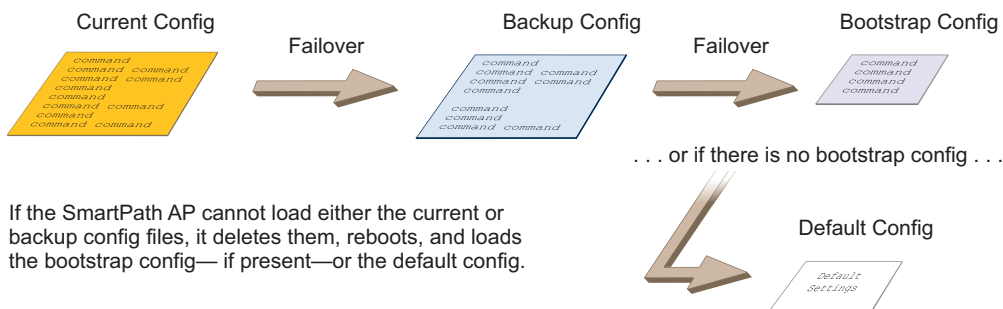 Current Config
Backup Config
Bootstrap Config
Failover
Failover
command
command command
command command
command
command
command command
command
command command
command
command command
command command
command
command
command
command command
command
command
command
command
. . . or if there is no bootstrap config . . .
If the SmartPath AP cannot load either the current or
backup config files, it deletes them, reboots, and loads
the bootstrap config— if present—or the default config.
Default Config
Default
Settings